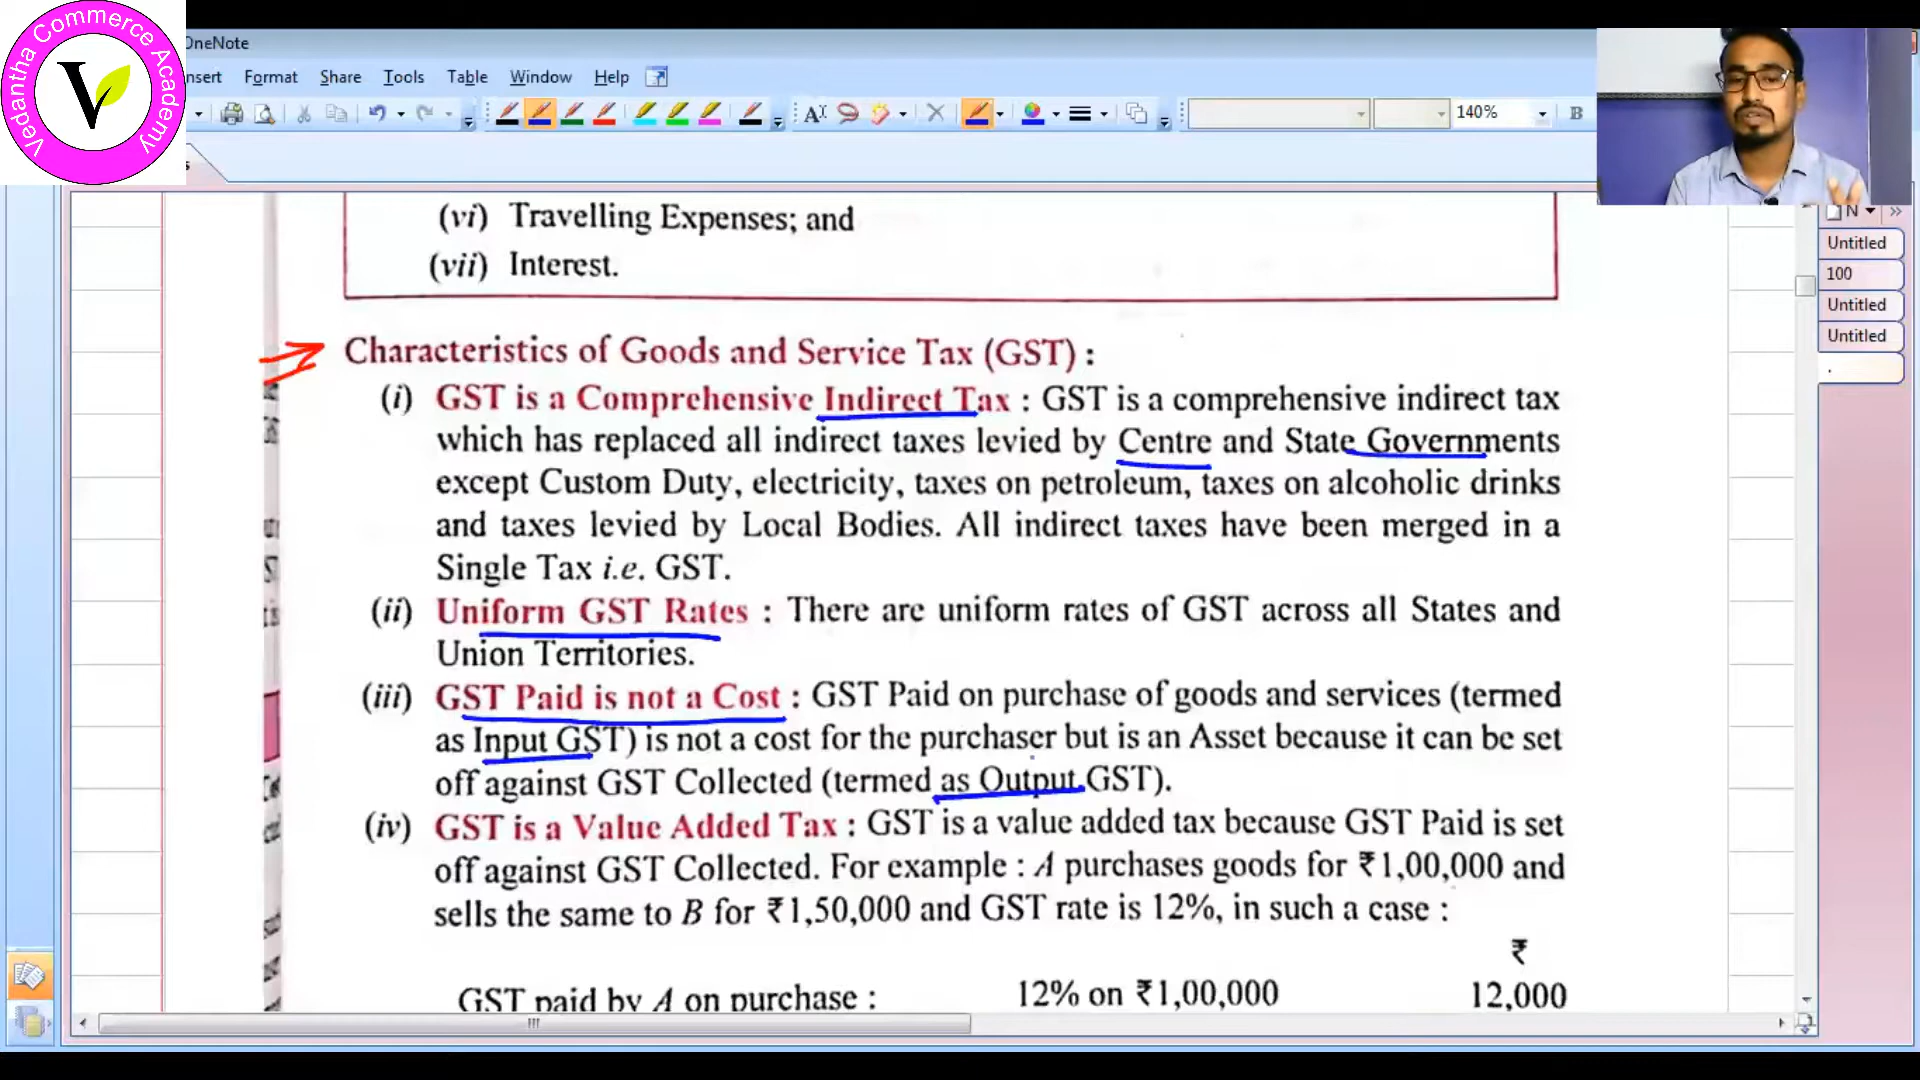 Vedantha Commerce Academy
V
OneNote
nsert Format Share Tools Table Window Help
140%
B
s
N
Untitled
100
Untitled
Untitled
.
(vi) Travelling Expenses; and
(vii) Interest.
Characteristics of Goods and Service Tax (GST) :
(i) GST is a Comprehensive Indirect Tax : GST is a comprehensive indirect tax
which has replaced all indirect taxes levied by Centre and State Governments
except Custom Duty, electricity, taxes on petroleum, taxes on alcoholic drinks
and taxes levied by Local Bodies. All indirect taxes have been merged in a
Single Tax i.e. GST.
(ii) Uniform GST Rates : There are uniform rates of GST across all States and
Union Territories.
(iii) GST Paid is not a Cost : GST Paid on purchase of goods and services (termed
as Input GST) is not a cost for the purchaser but is an Asset because it can be set
off against GST Collected (termed as Output GST).
(iv) GST is a Value Added Tax : GST is a value added tax because GST Paid is set
off against GST Collected. For example : A purchases goods for ₹1,00,000 and
sells the same to B for ₹1,50,000 and GST rate is 12%, in such a case :
₹
GST paid by A on purchase : 12% on ₹1,00,000 12,000